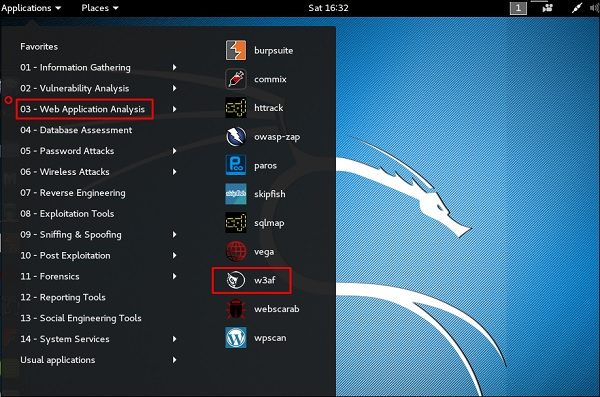 Applications Places Sat 16:32 1
Favorites
01 - Information Gathering
02 - Vulnerability Analysis
03 - Web Application Analysis
04 - Database Assessment
05 - Password Attacks
06 - Wireless Attacks
07 - Reverse Engineering
08 - Exploitation Tools
09 - Sniffing & Spoofing
10 - Post Exploitation
11 - Forensics
12 - Reporting Tools
13 - Social Engineering Tools
14 - System Services
Usual applications
burpsuite
commix
httrack
owasp-zap
paros
skipfish
sqlmap
vega
w3af
webscarab
wpscan